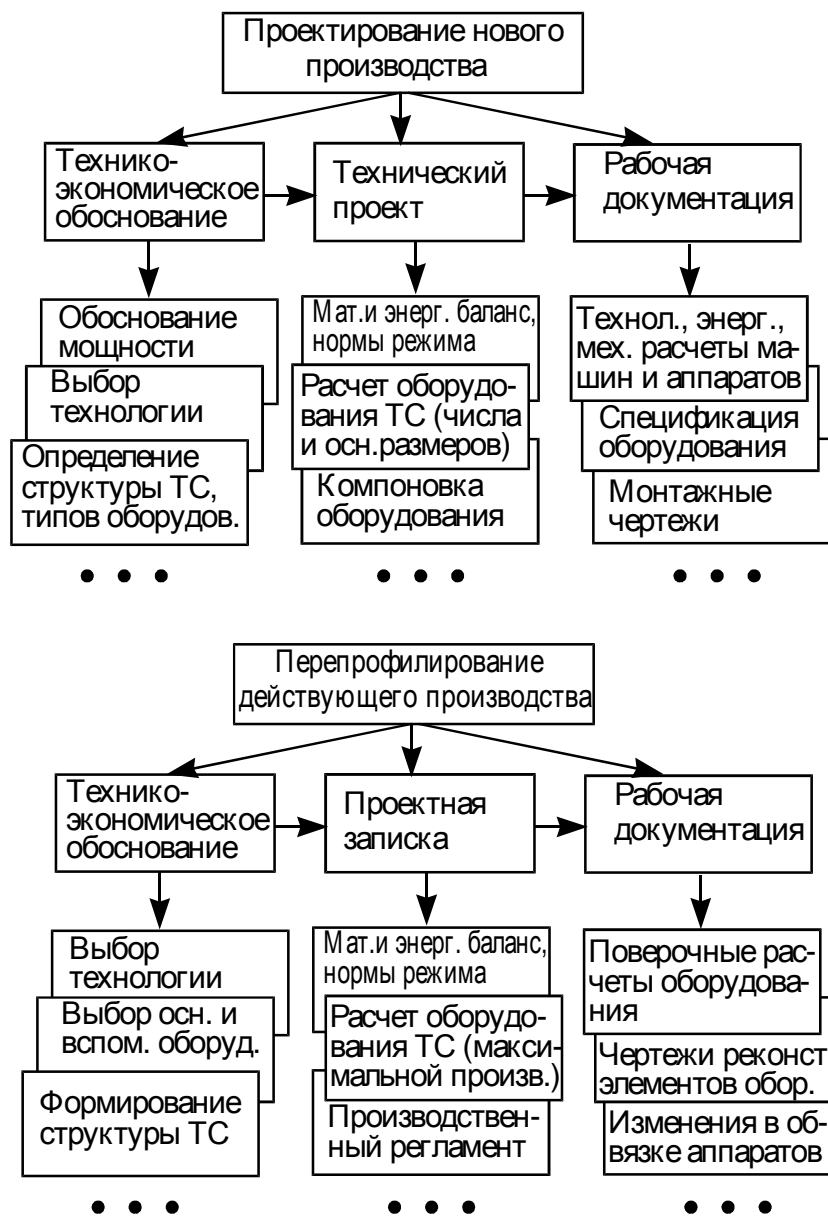 Проектирование нового
производства
Технико-
экономическое
обоснование
Технический
проект
Рабочая
документация
Обоснование
мощности
Выбор
технологии
Определение
структуры ТС,
типов оборудов.
Мат.и энерг. баланс,
нормы режима
Расчет оборудо-
вания ТС (числа
и осн.размеров)
Компоновка
оборудования
Технол., энерг.,
мех. расчеты ма-
шин и аппаратов
Спецификация
оборудования
Монтажные
чертежи
• • •
• • •
• • •
Перепрофилирование
действующего производства
Технико-
экономическое
обоснование
Проектная
записка
Рабочая
документация
Выбор
технологии
Выбор осн. и
вспом. оборуд.
Формирование
структуры ТС
Мат.и энерг. баланс,
нормы режима
Расчет оборудо-
вания ТС (макси-
мальной произв.)
Производствен-
ный регламент
Поверочные рас-
четы оборудова-
ния
Чертежи реконст
элементов обор.
Изменения в об-
вязке аппаратов
• • •
• • •
• • •